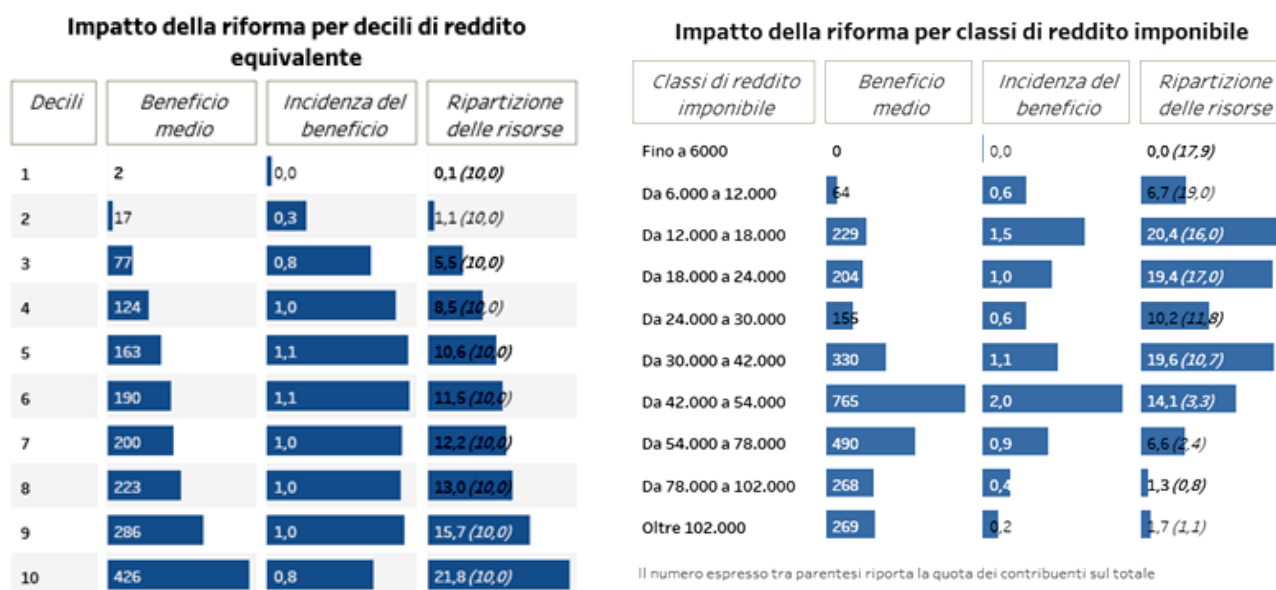 Impatto della riforma per decili di reddito
equivalente
Decili Beneficio medio Incidenza del beneficio Ripartizione delle risorse
1 2 0,0 0,1 (10,0)
2 17 0,3 1,1 (10,0)
3 77 0,8 5,5 (10,0)
4 124 1,0 8,5 (10,0)
5 163 1,1 10,6 (10,0)
6 190 1,1 11,5 (10,0)
7 200 1,0 12,2 (10,0)
8 223 1,0 13,0 (10,0)
9 286 1,0 15,7 (10,0)
10 426 0,8 21,8 (10,0)
Impatto della riforma per classi di reddito imponibile
Classi di reddito imponibile Beneficio medio Incidenza del beneficio Ripartizione delle risorse
Fino a 6000 0 0,0 0,0 (17,9)
Da 6.000 a 12.000 64 0,6 6,7 (19,0)
Da 12.000 a 18.000 229 1,5 20,4 (16,0)
Da 18.000 a 24.000 204 1,0 19,4 (17,0)
Da 24.000 a 30.000 155 0,6 10,2 (11,8)
Da 30.000 a 42.000 330 1,1 19,6 (10,7)
Da 42.000 a 54.000 765 2,0 14,1 (3,3)
Da 54.000 a 78.000 490 0,9 6,6 (2,4)
Da 78.000 a 102.000 268 0,4 1,3 (0,8)
Oltre 102.000 269 0,2 1,7 (1,1)
Il numero espresso tra parentesi riporta la quota dei contribuenti sul totale